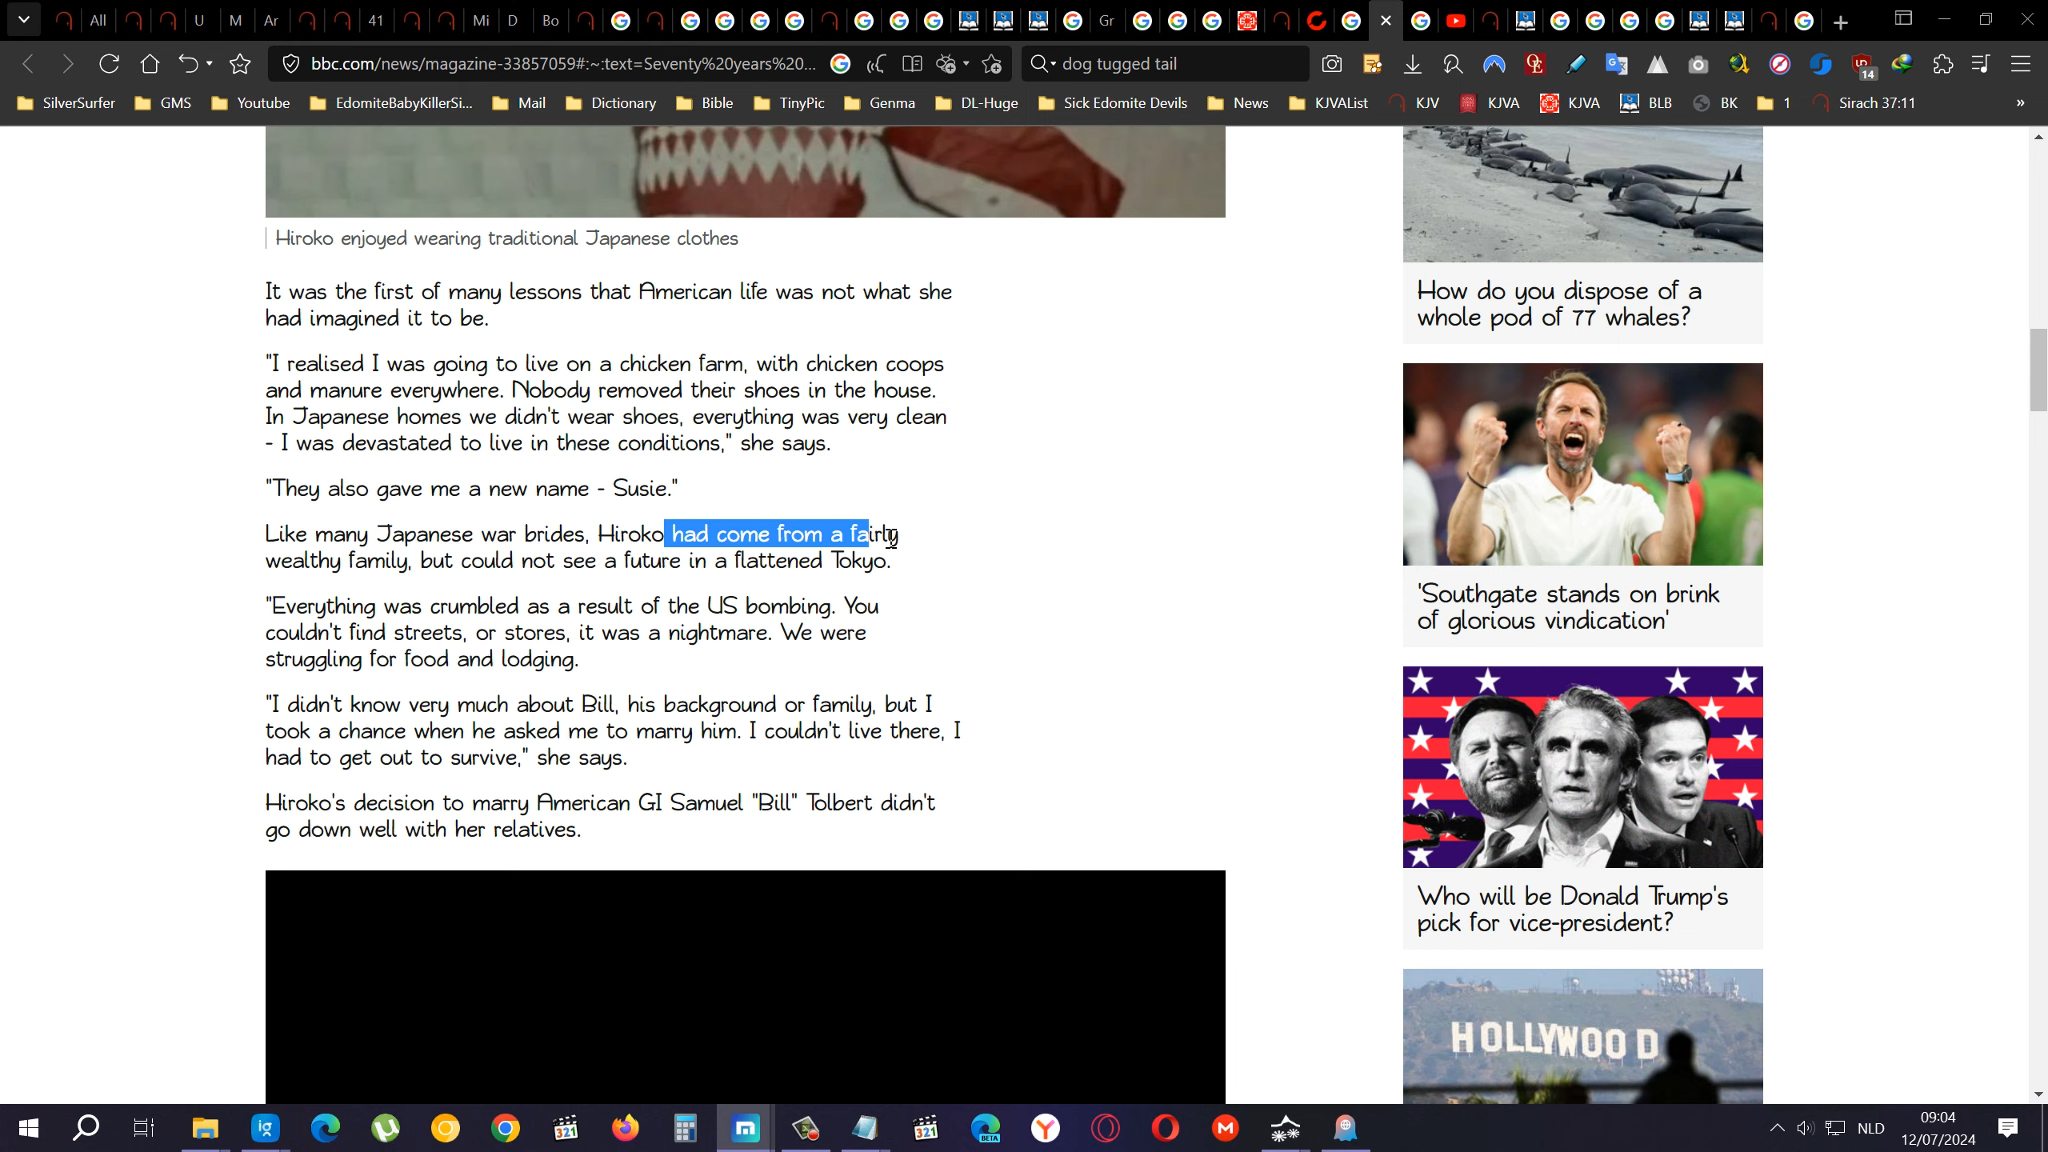 All
U
M
Ar
41
Mi
D
Bo
Gr
bbc.com/news/magazine-33857059#:~:text=Seventy%20years%20...
dog tugged tail
14
SilverSurfer
GMS
Youtube
EdomiteBabyKillerSi...
Mail
Dictionary
Bible
TinyPic
Genma
DL-Huge
Sick Edomite Devils
News
KJVAList
KJV
KJVA
KJVA
BLB
BK
1
Sirach 37:11
»
Hiroko enjoyed wearing traditional Japanese clothes
It was the first of many lessons that American life was not what she
had imagined it to be.
"I realised I was going to live on a chicken farm, with chicken coops
and manure everywhere. Nobody removed their shoes in the house.
In Japanese homes we didn't wear shoes, everything was very clean
- I was devastated to live in these conditions," she says.
"They also gave me a new name - Susie."
Like many Japanese war brides, Hiroko had come from a fairly
wealthy family, but could not see a future in a flattened Tokyo.
"Everything was crumbled as a result of the US bombing. You
couldn't find streets, or stores, it was a nightmare. We were
struggling for food and lodging.
"I didn't know very much about Bill, his background or family, but I
took a chance when he asked me to marry him. I couldn't live there, I
had to get out to survive," she says.
Hiroko's decision to marry American GI Samuel "Bill" Tolbert didn't
go down well with her relatives.
How do you dispose of a
whole pod of 77 whales?
'Southgate stands on brink
of glorious vindication'
Who will be Donald Trump's
pick for vice-president?
HOLLYWOOD
ig
321
321
BETA
NLD
09:04
12/07/2024